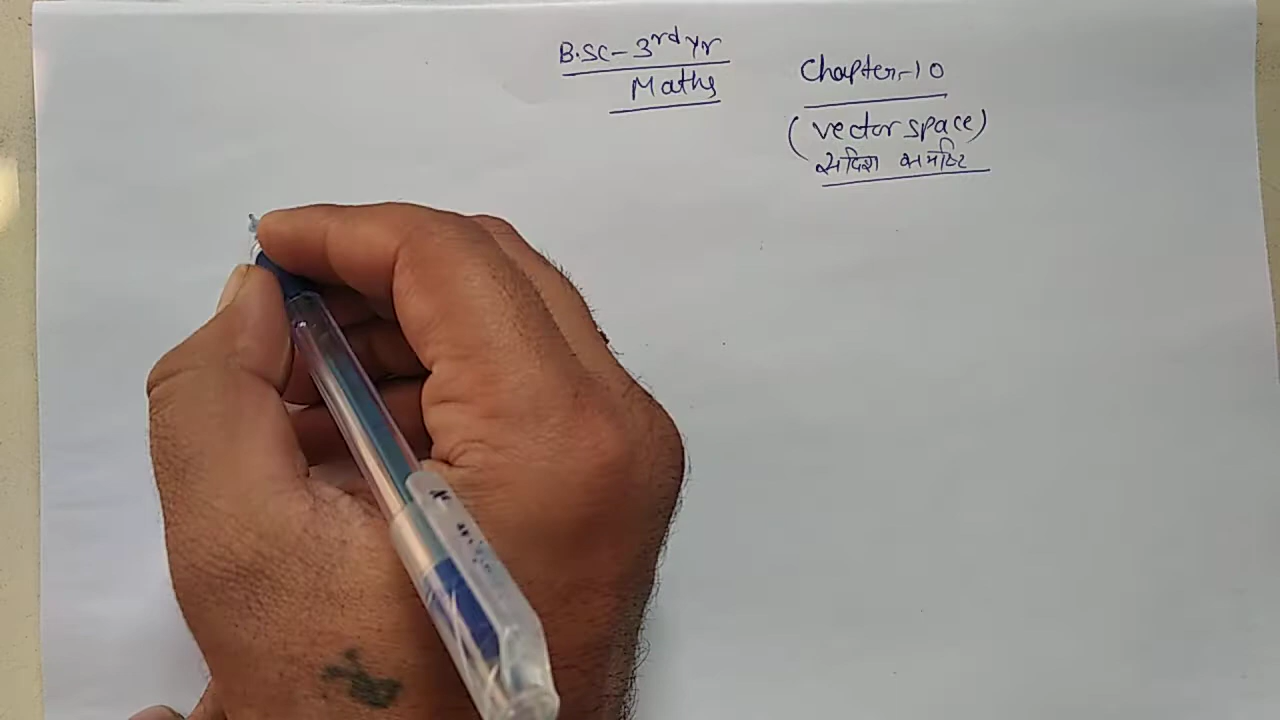 B.SC- 3rd yr
Maths
Chapter-10
(vector space)
सदिश समष्टि